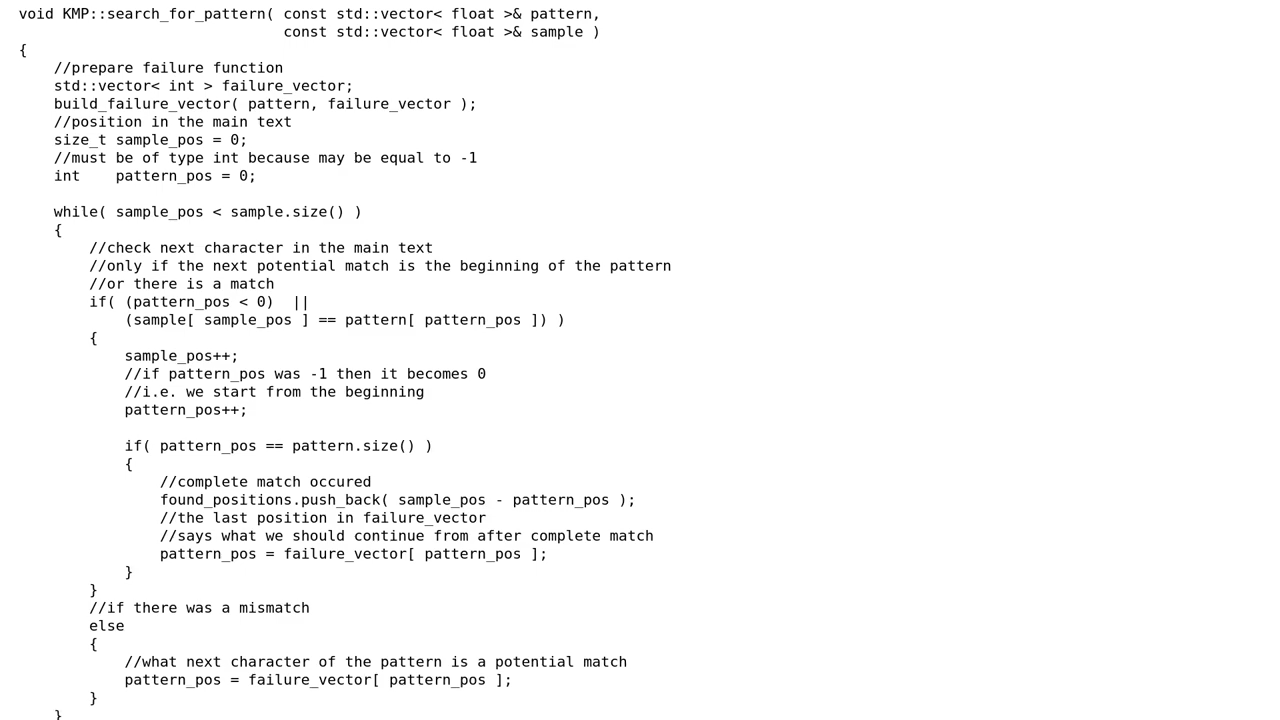 void KMP::search_for_pattern( const std::vector< float >& pattern,
                              const std::vector< float >& sample )
{
    //prepare failure function
    std::vector< int > failure_vector;
    build_failure_vector( pattern, failure_vector );
    //position in the main text
    size_t sample_pos = 0;
    //must be of type int because may be equal to -1
    int    pattern_pos = 0;

    while( sample_pos < sample.size() )
    {
        //check next character in the main text
        //only if the next potential match is the beginning of the pattern
        //or there is a match
        if( (pattern_pos < 0)  ||
            (sample[ sample_pos ] == pattern[ pattern_pos ]) )
        {
            sample_pos++;
            //if pattern_pos was -1 then it becomes 0
            //i.e. we start from the beginning
            pattern_pos++;

            if( pattern_pos == pattern.size() )
            {
                //complete match occured
                found_positions.push_back( sample_pos - pattern_pos );
                //the last position in failure_vector
                //says what we should continue from after complete match
                pattern_pos = failure_vector[ pattern_pos ];
            }
        }
        //if there was a mismatch
        else
        {
            //what next character of the pattern is a potential match
            pattern_pos = failure_vector[ pattern_pos ];
        }
    }